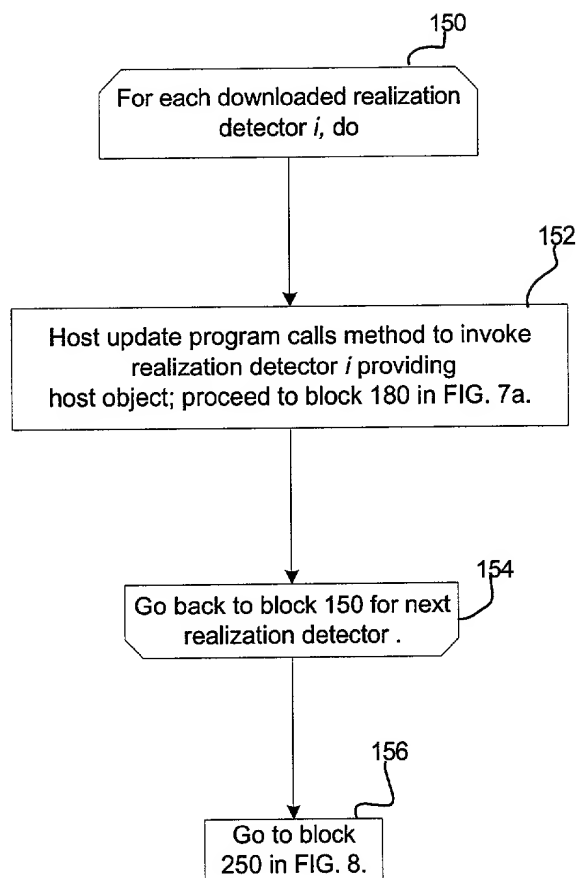 150
For each downloaded realization
detector i, do
152
Host update program calls method to invoke
realization detector i providing
host object; proceed to block 180 in FIG. 7a.
154
Go back to block 150 for next
realization detector .
156
Go to block
250 in FIG. 8.